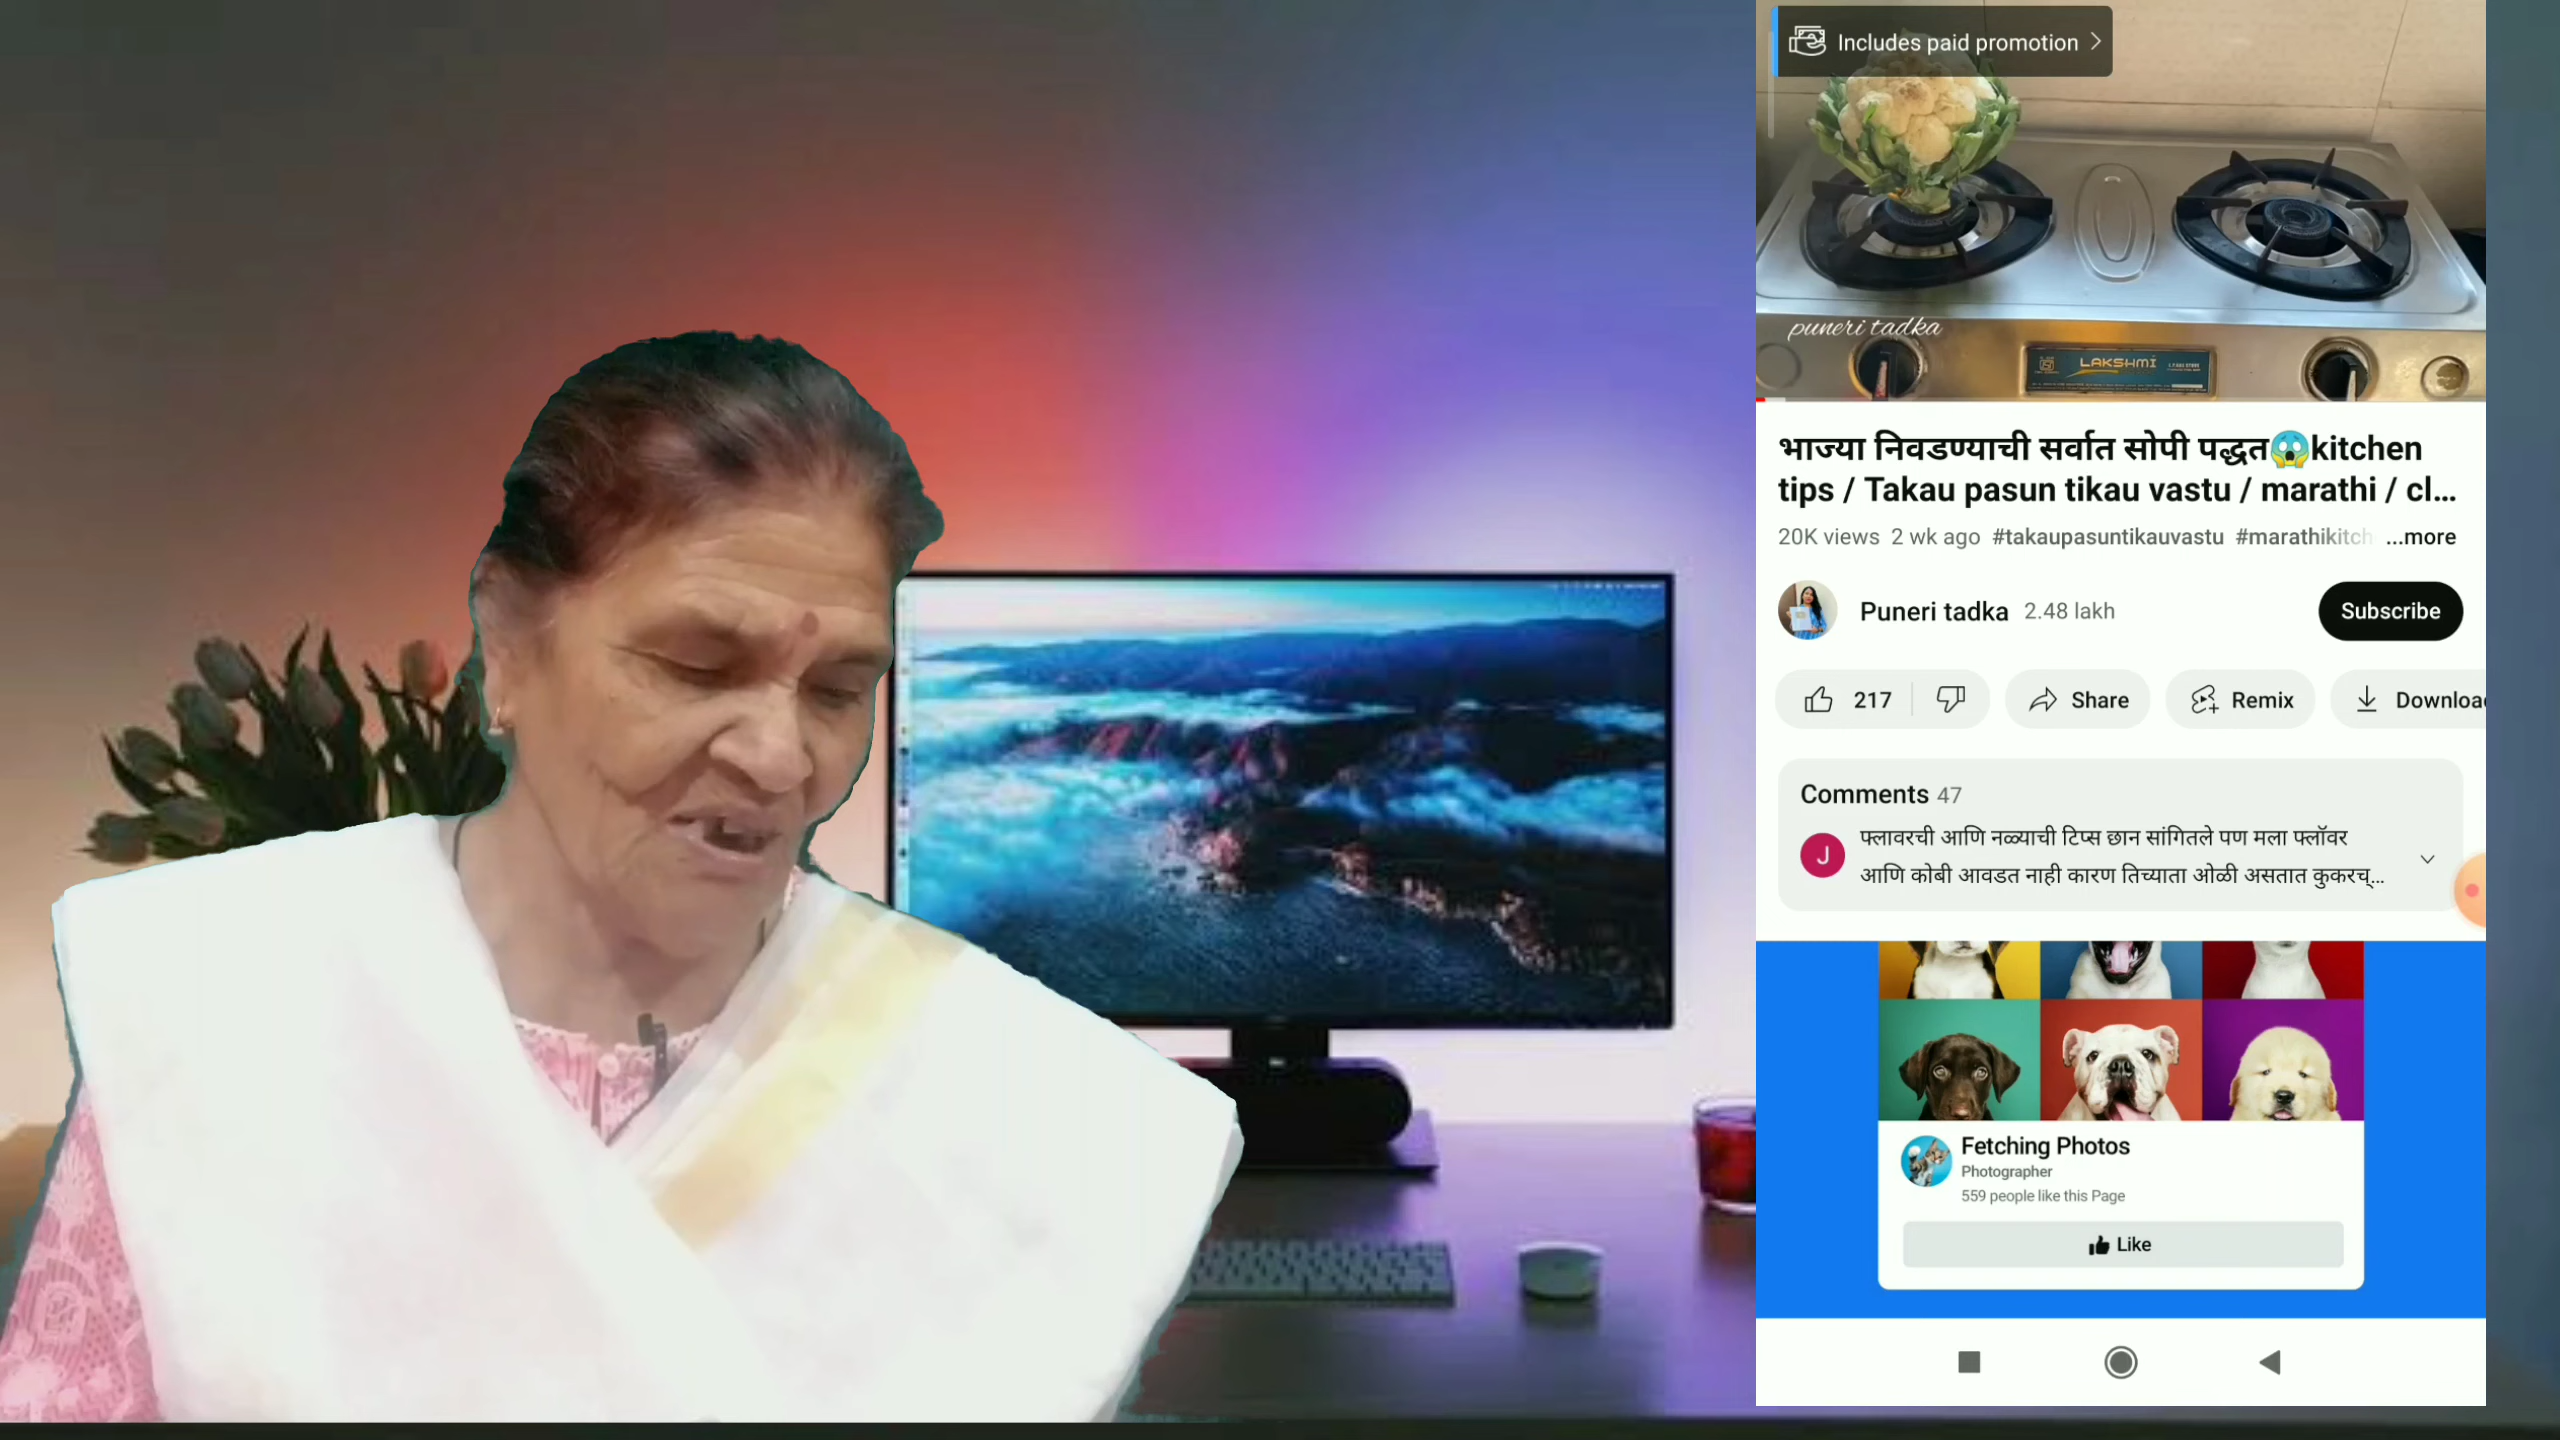 Includes paid promotion
puneri tadka
LAKSHMI
भाज्या निवडण्याची सर्वात सोपी पद्धत😱kitchen
tips / Takau pasun tikau vastu / marathi / cl...
20K views 2 wk ago #takaupasuntikauvastu #marathikitch ...more
Puneri tadka 2.48 lakh
Subscribe
217
Share
Remix
Downloa
Comments 47
J
फ्लावरची आणि नळ्याची टिप्स छान सांगितले पण मला फ्लॉवर
आणि कोबी आवडत नाही कारण तिच्याता ओळी असतात कुकरच्...
Fetching Photos
Photographer
559 people like this Page
Like